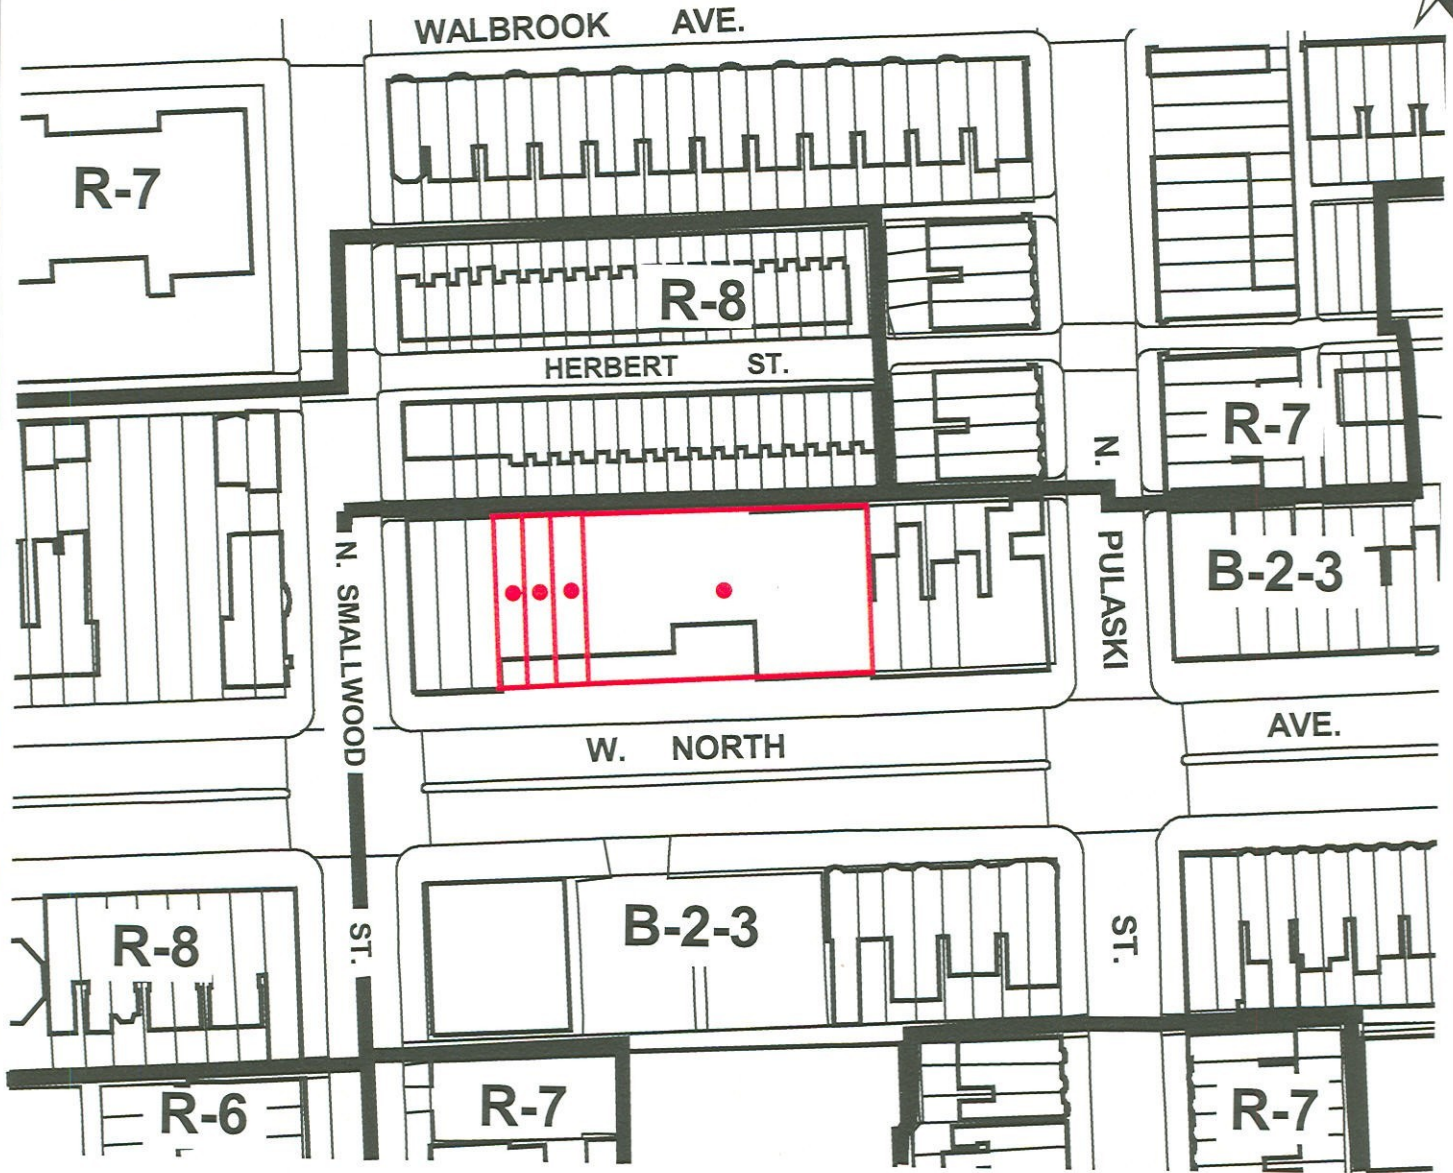 WALBROOK AVE.
R-7
R-8
HERBERT ST.
R-7
N. PULASKI ST.
B-2-3
N. SMALLWOOD ST.
W. NORTH AVE.
B-2-3
R-8
R-6
R-7
R-7